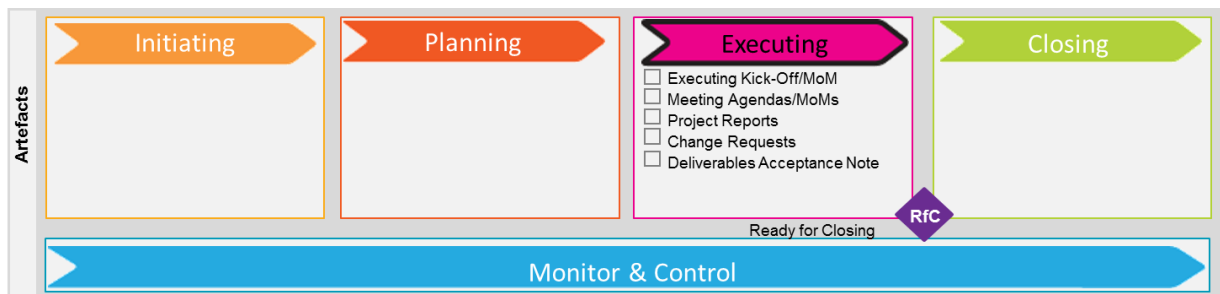 Artefacts
Initiating
Planning
Executing
Closing
Executing Kick-Off/MoM
Meeting Agendas/MoMs
Project Reports
Change Requests
Deliverables Acceptance Note
RfC
Ready for Closing
Monitor & Control